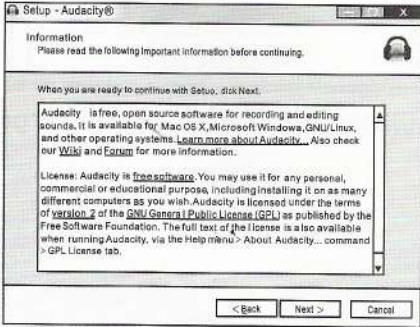 Setup - Audacity®
X
Information
Please read the following Important information before continuing.
When you are ready to continue with Setup, click Next.
Audacity is free, open source software for recording and editing
sounds. It is available for Mac OS X, Microsoft Windowa, GNU/Linux,
and other operating systems. Learn more about Audacity... Also check
our Wiki and Forum for more information.
License: Audacity is free software. You may use it for any personal,
commercial or educational purpose, including installing it on as many
different computers as you wish. Audacity is licensed under the terms
of version 2 of the GNU General Public License (GPL) as published by the
Free Software Foundation. The full text of the license is also available
when running Audacity, via the Help menu > About Audacity... command
> GPL License tab.
< Back Next > Cancel